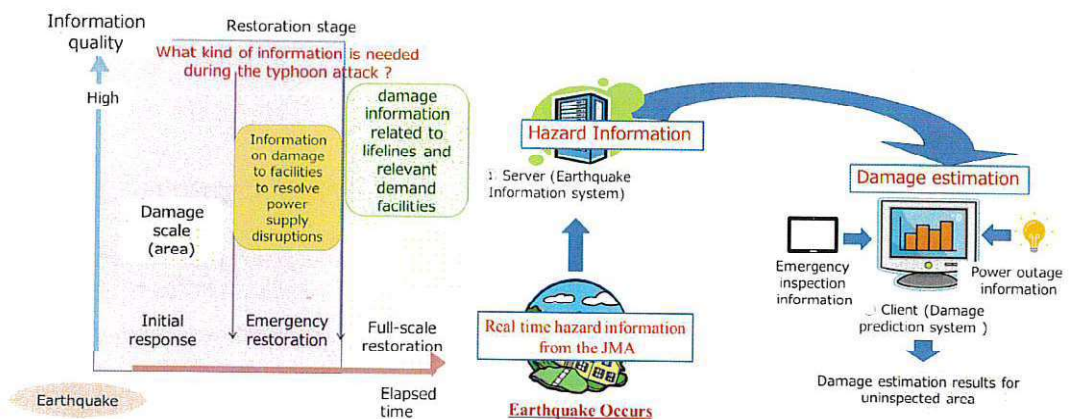 Information
quality
High
Restoration stage
What kind of information is needed
during the typhoon attack ?
Damage
scale
(area)
Information
on damage
to facilities
to resolve
power
supply
disruptions
damage
information
related to
lifelines and
relevant
demand
facilities
Initial
response
Emergency
restoration
Full-scale
restoration
Elapsed
time
Earthquake
Hazard Information
. Server (Earthquake
Information system)
Real time hazard information
from the JMA
Earthquake Occurs
Damage estimation
Emergency
inspection
information
Power outage
information
Client (Damage
prediction system )
Damage estimation results for
uninspected area